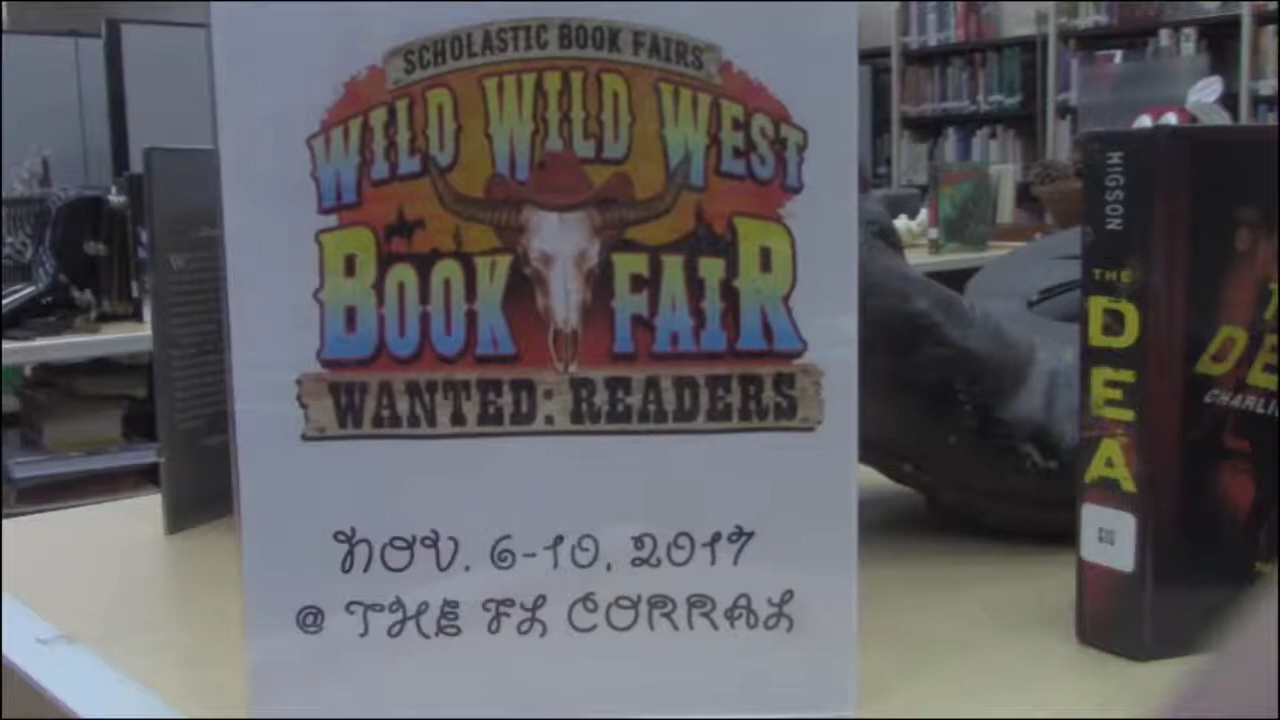 SCHOLASTIC BOOK FAIRS
WILD WILD WEST
BOOK FAIR
WANTED: READERS
NOV. 6-10, 2017
@ THE FL CORRAL
HIGSON
THE
DEA
CHARLI